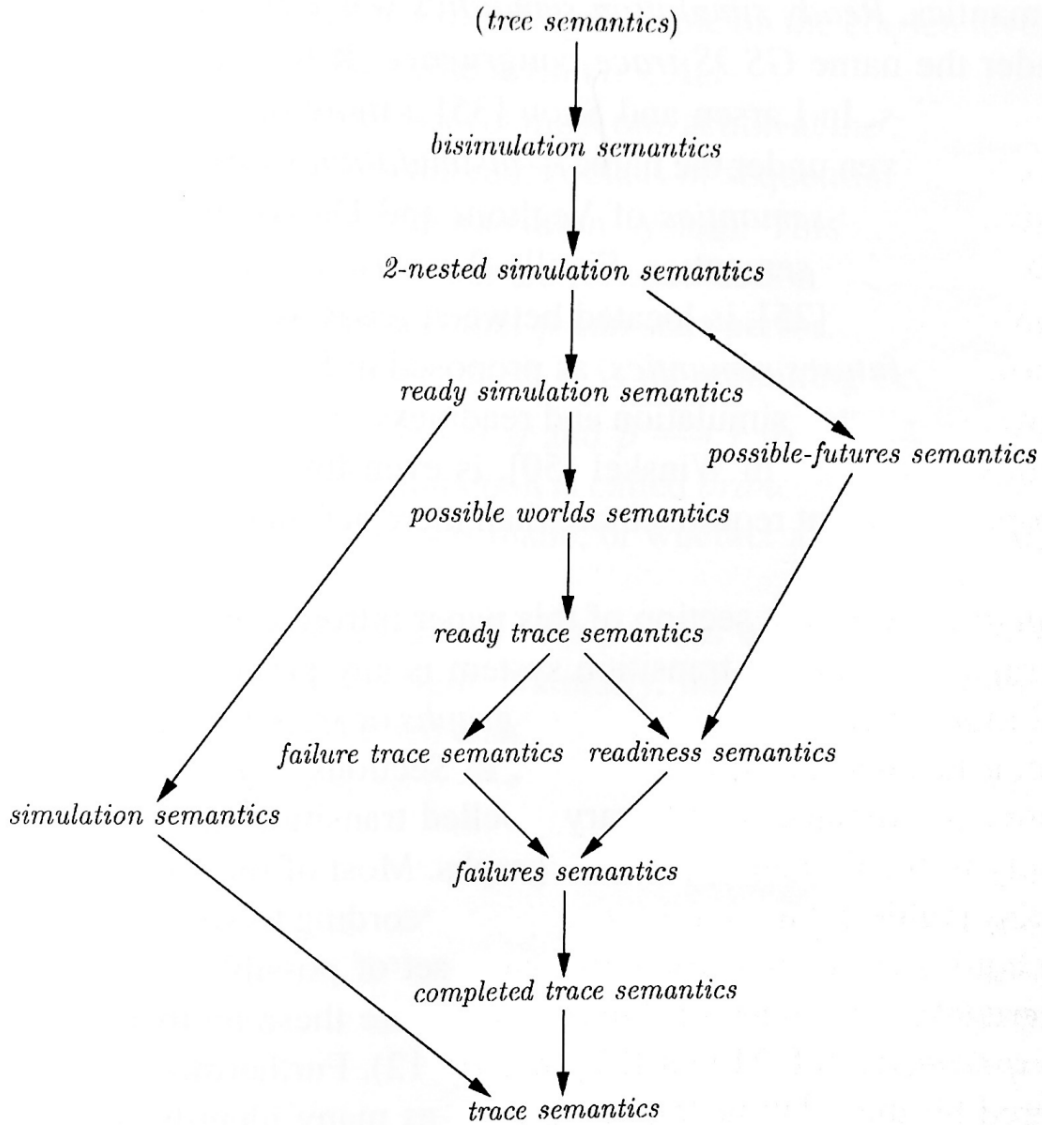 (tree semantics)
bisimulation semantics
2-nested simulation semantics
ready simulation semantics
possible-futures semantics
possible worlds semantics
ready trace semantics
failure trace semantics
readiness semantics
simulation semantics
failures semantics
completed trace semantics
trace semantics